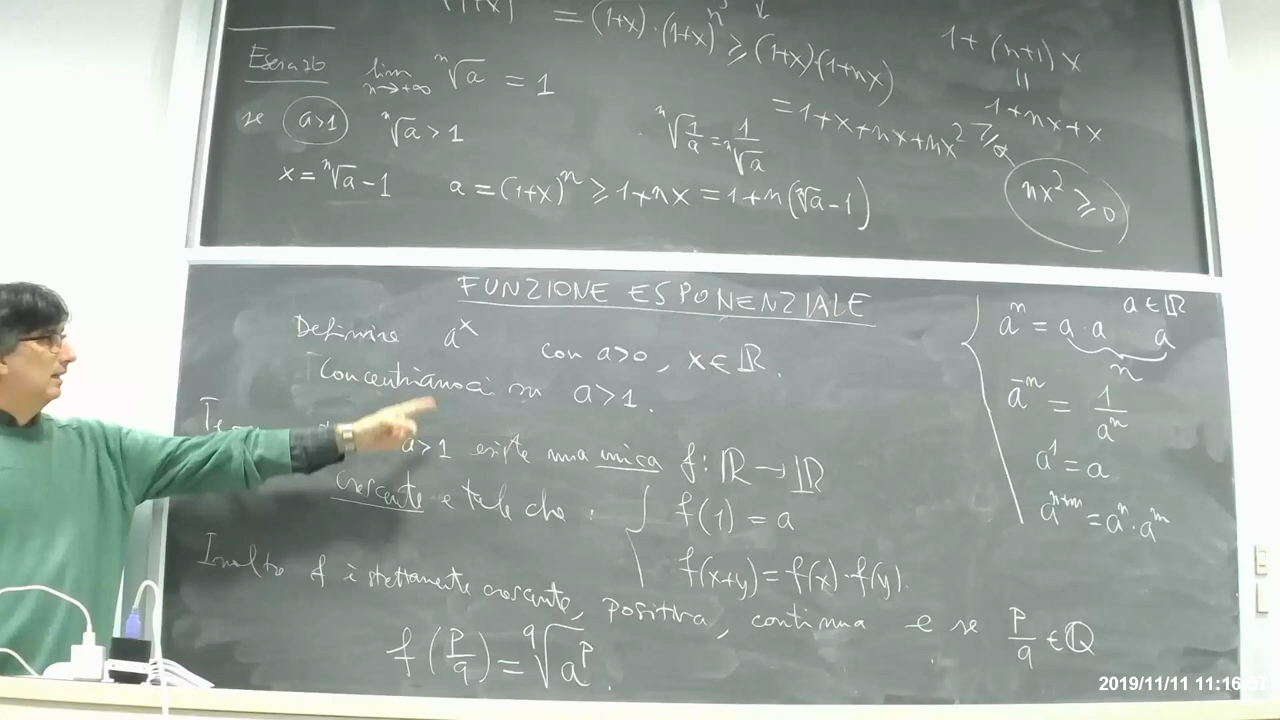 = (1+x)·(1+x)^n ≥ (1+x)(1+nx)
1 + (n+1) x
= 1+x+nx+nx² ≥
1+nx+x
nx² ≥ 0
Esercizio lim n→+∞ ⁿ√a = 1
se a>1 ⁿ√a > 1
ⁿ√(1/a) = 1/ⁿ√a
x = ⁿ√a - 1 a = (1+x)^n ≥ 1+nx = 1+n(ⁿ√a - 1)
FUNZIONE ESPONENZIALE
Definire a^x con a>0, x∈ℝ.
Concentriamoci su a>1.
a>1 esiste una unica f: ℝ → ℝ
crescente e tale che : { f(1) = a
f(x+y) = f(x)·f(y).
Inoltre f è strettamente crescente, positiva, continua e se p/q ∈ ℚ
f(p/q) = ^q√a^p .
a^n = a·a a a∈ℝ
n
a^-n = 1/a^n
a^1 = a
a^n+m = a^n·a^m
2019/11/11 11:16:57